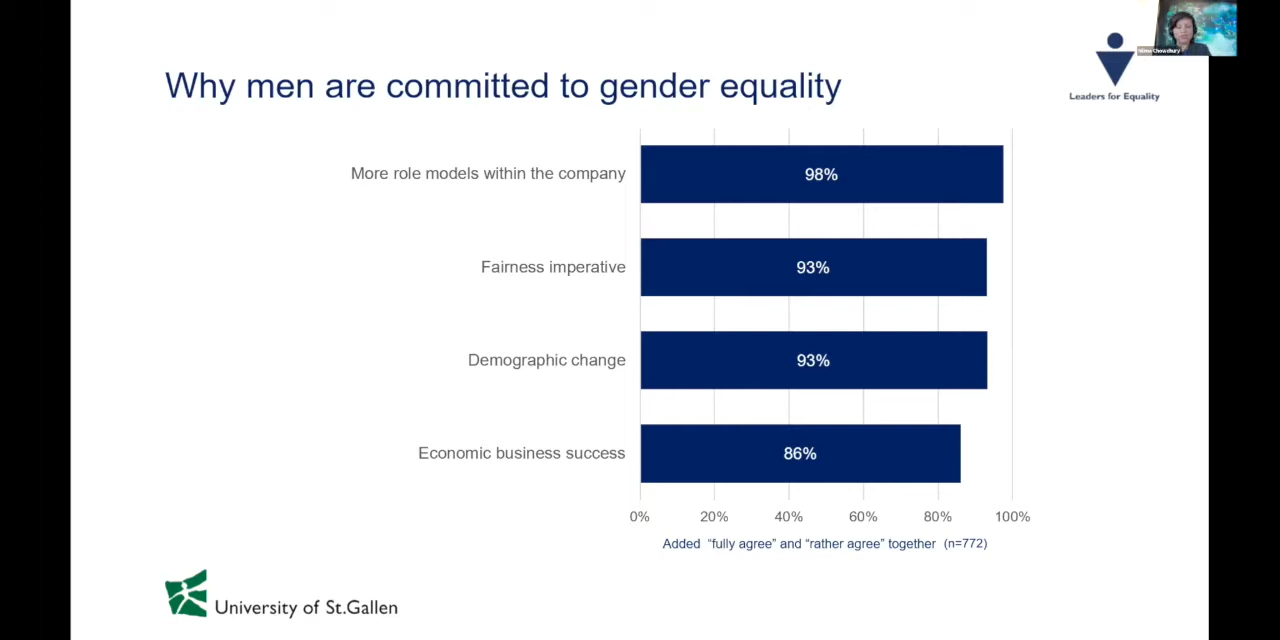 Why men are committed to gender equality
Chowdhury
Leaders for Equality
More role models within the company
98%
Fairness imperative
93%
Demographic change
93%
Economic business success
86%
0% 20% 40% 60% 80% 100%
Added “fully agree” and “rather agree” together (n=772)
University of St.Gallen